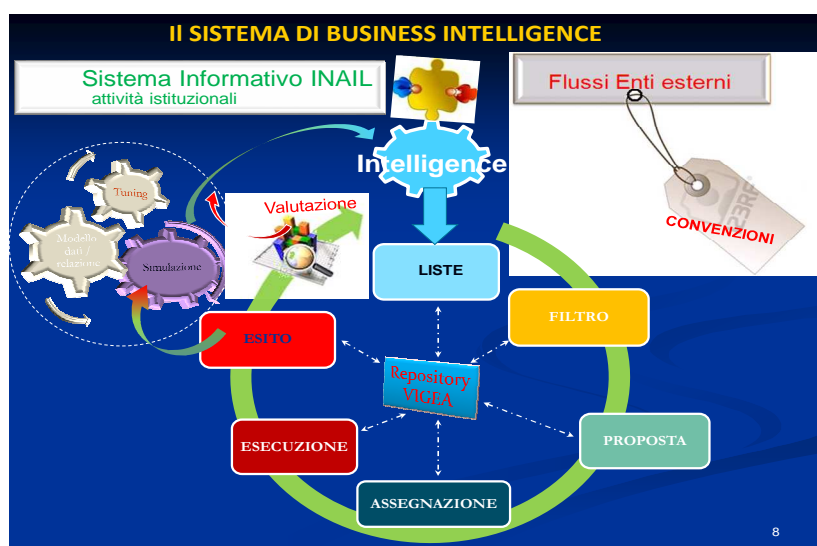 Il SISTEMA DI BUSINESS INTELLIGENCE
Sistema Informativo INAIL
attività istituzionali
Flussi Enti esterni
Intelligence
Tuning
Modello
dati /
relazione
Simulazione
Valutazione
123RF
CONVENZIONI
LISTE
FILTRO
ESITO
Repository
VIGEA
ESECUZIONE
PROPOSTA
ASSEGNAZIONE
8